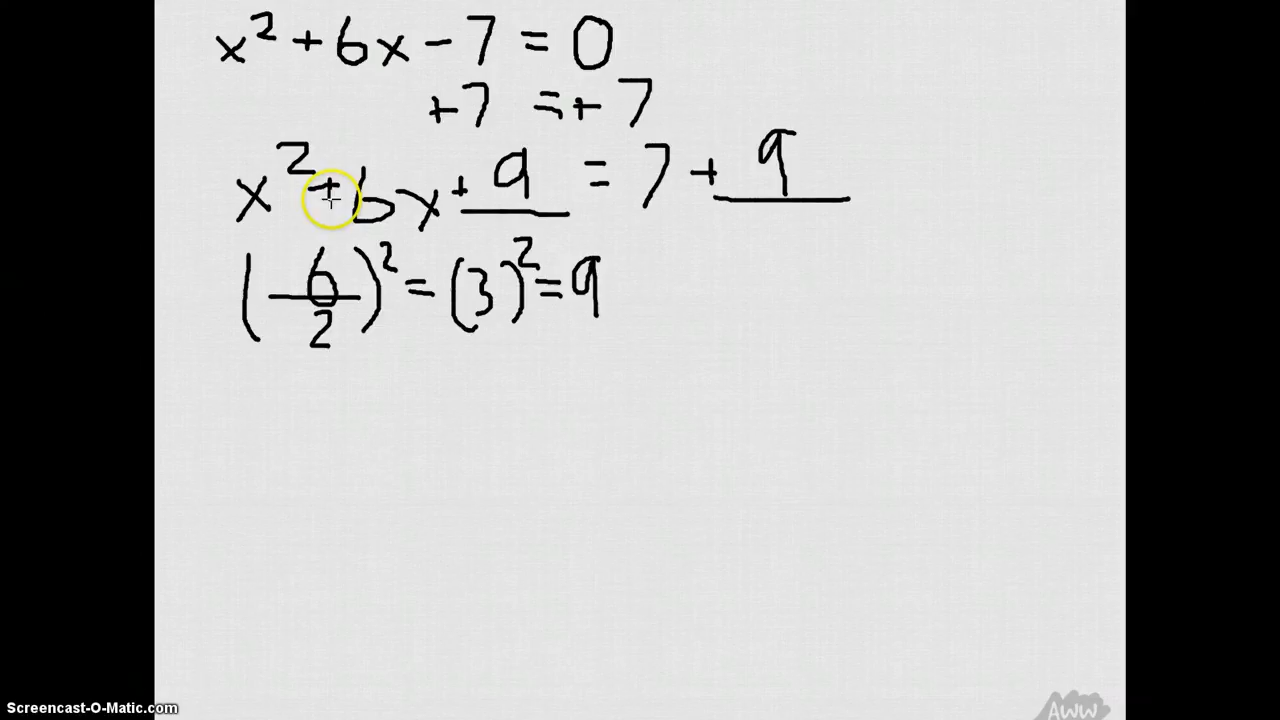 x² + 6x - 7 = 0
+7 = + 7
x² + 6x + 9 = 7 + 9
(6/2)² = (3)² = 9
Screencast-O-Matic.com
AWW